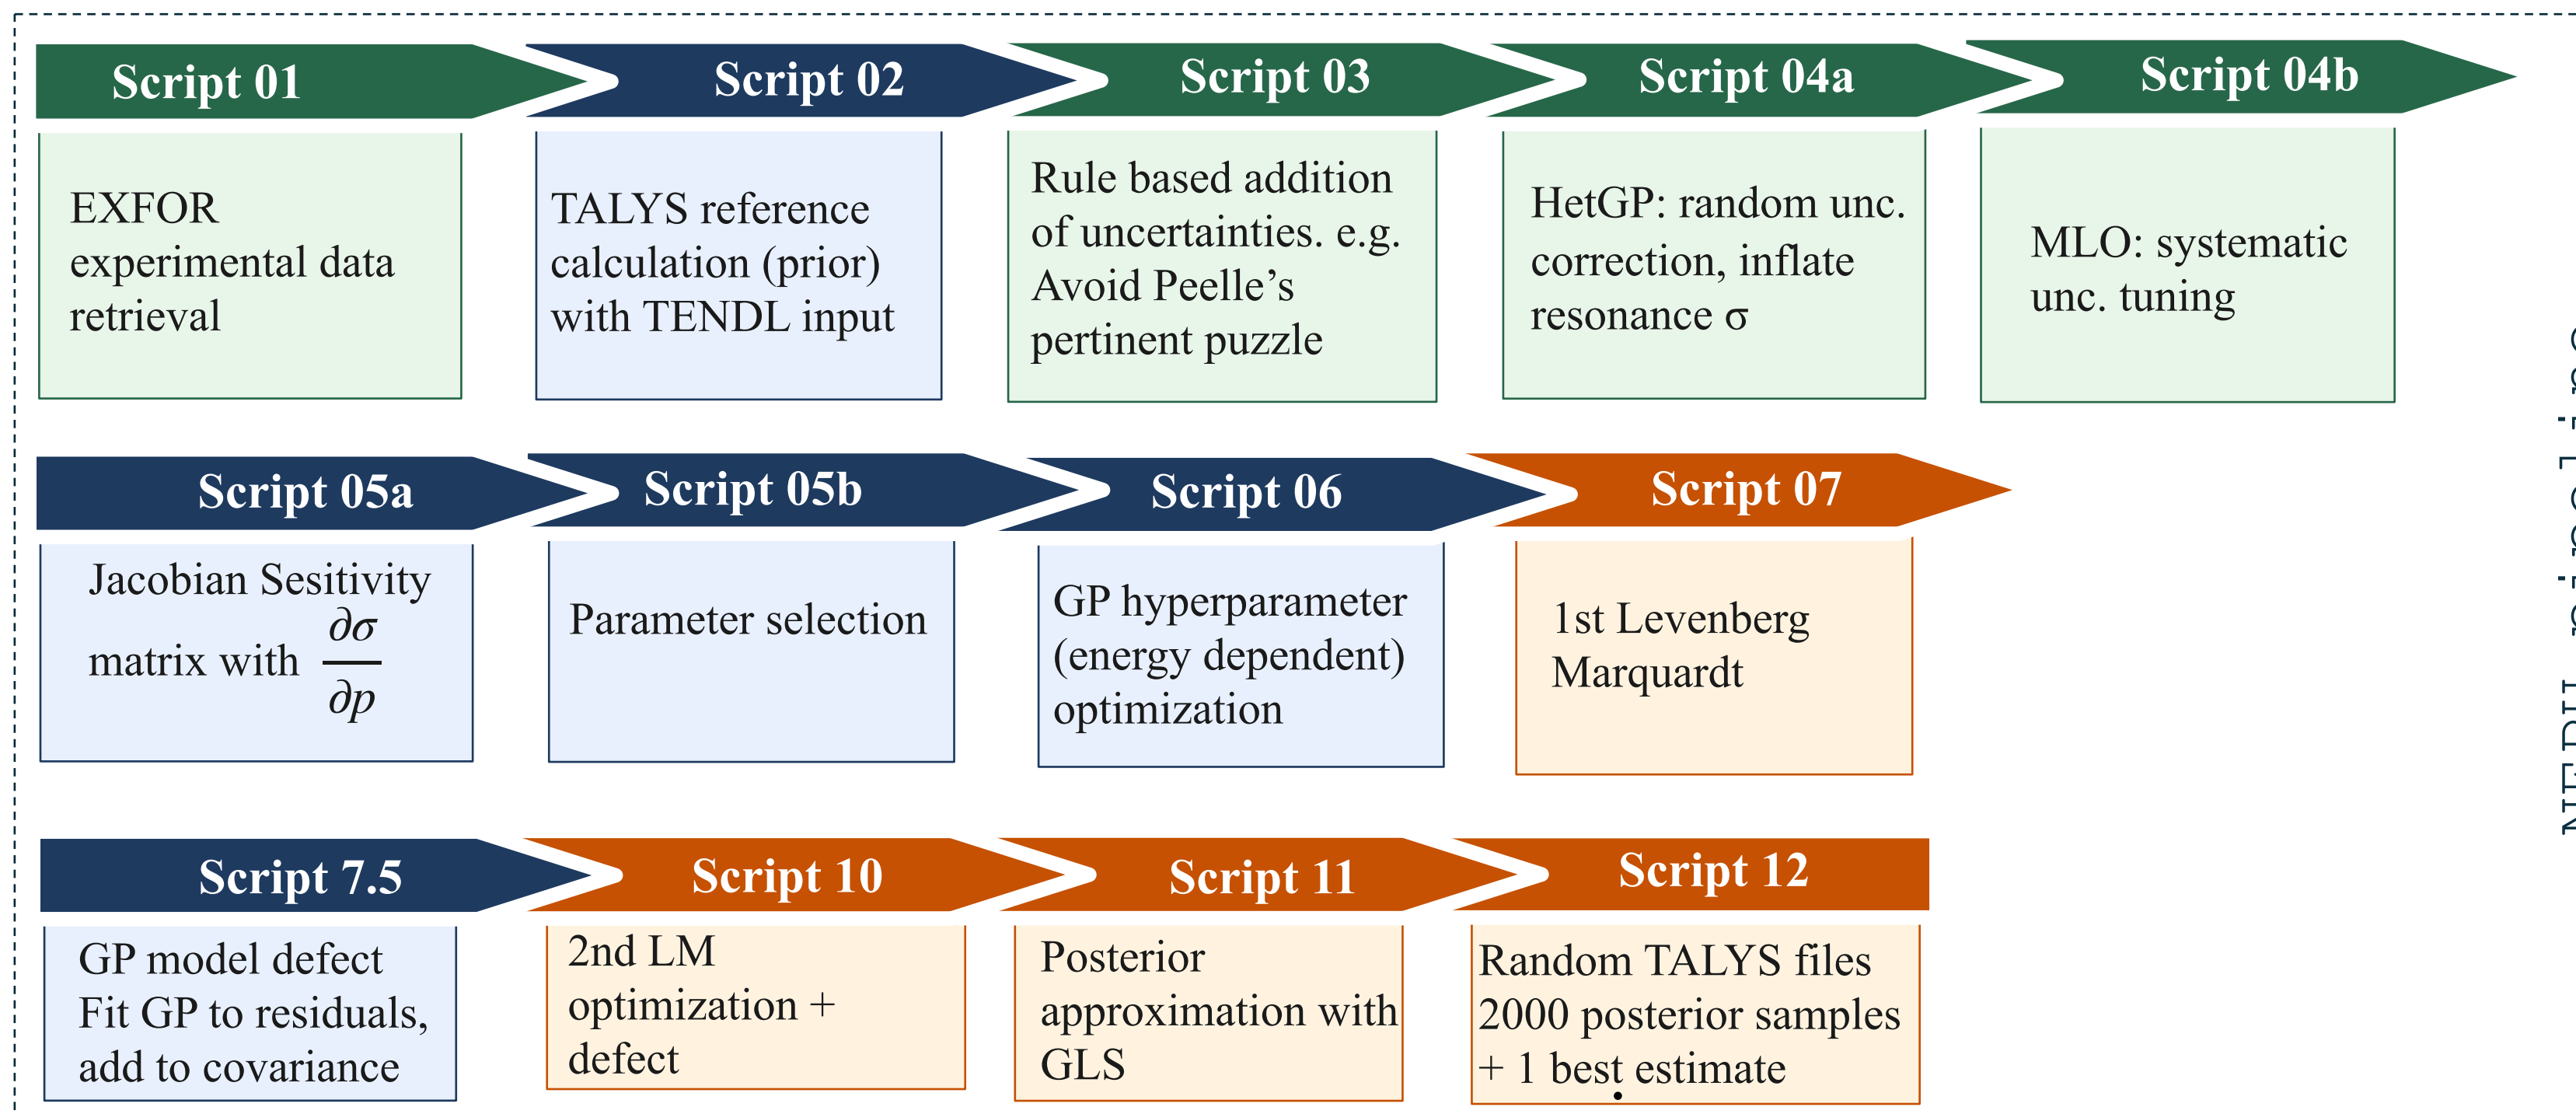 Script 01
Script 02
Script 03
Script 04a
Script 04b
EXFOR
experimental data
retrieval
TALYS reference
calculation (prior)
with TENDL input
Rule based addition
of uncertainties. e.g.
Avoid Peelle’s
pertinent puzzle
HetGP: random unc.
correction, inflate
resonance σ
MLO: systematic
unc. tuning
Script 05a
Script 05b
Script 06
Script 07
Jacobian Sesitivity
matrix with ∂σ/∂p
Parameter selection
GP hyperparameter
(energy dependent)
optimization
1st Levenberg
Marquardt
Script 7.5
Script 10
Script 11
Script 12
GP model defect
Fit GP to residuals,
add to covariance
2nd LM
optimization +
defect
Posterior
approximation with
GLS
Random TALYS files
2000 posterior samples
+ 1 best estimate